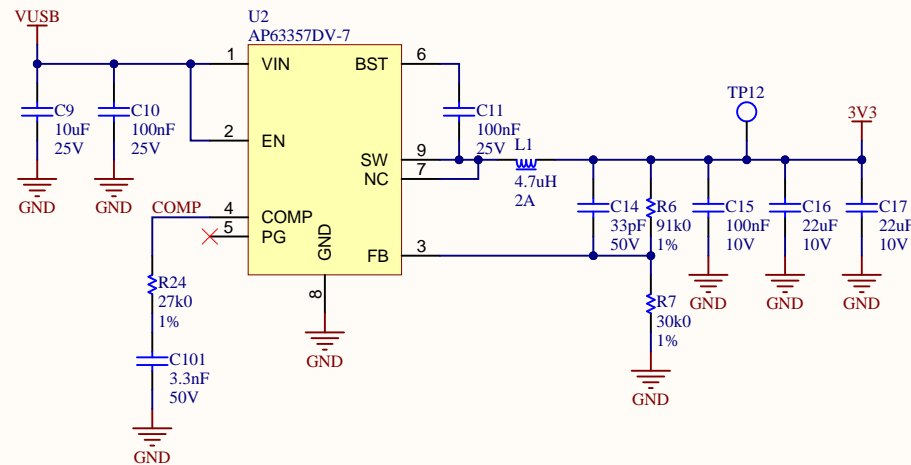 VUSB
U2
AP63357DV-7
1
VIN
BST
6
C9
10uF
25V
C10
100nF
25V
C11
100nF
25V
TP12
2
EN
L1
4.7uH
2A
3V3
SW
9
NC
7
GND
GND
COMP
4
COMP
5
PG
GND
8
FB
3
C14
33pF
50V
R6
91k0
1%
C15
100nF
10V
C16
22uF
10V
C17
22uF
10V
GND
GND
GND
R24
27k0
1%
R7
30k0
1%
GND
C101
3.3nF
50V
GND
GND